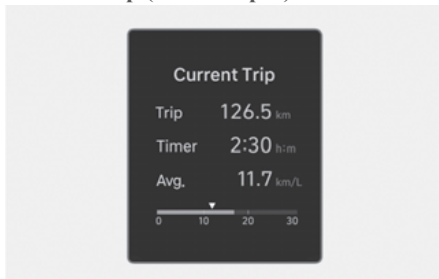 Current Trip
Trip 126.5 km
Timer 2:30 h:m
Avg. 11.7 km/L
0 10 20 30